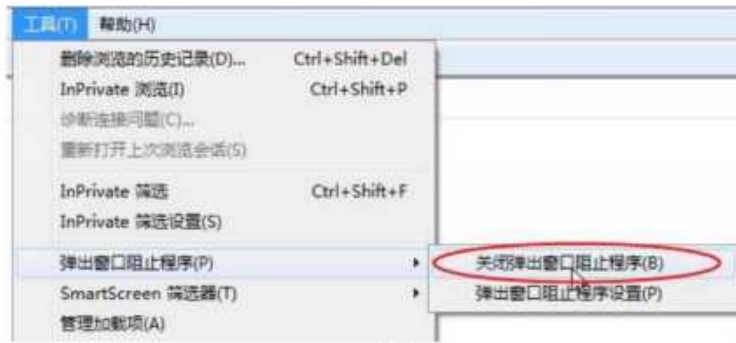 工具(T) 帮助(H)
删除浏览的历史记录(D)... Ctrl+Shift+Del
InPrivate 浏览(I) Ctrl+Shift+P
诊断连接问题(C)...
重新打开上次浏览会话(S)
InPrivate 筛选 Ctrl+Shift+F
InPrivate 筛选设置(S)
弹出窗口阻止程序(P) 关闭弹出窗口阻止程序(B)
SmartScreen 筛选器(T) 弹出窗口阻止程序设置(P)
管理加载项(A)